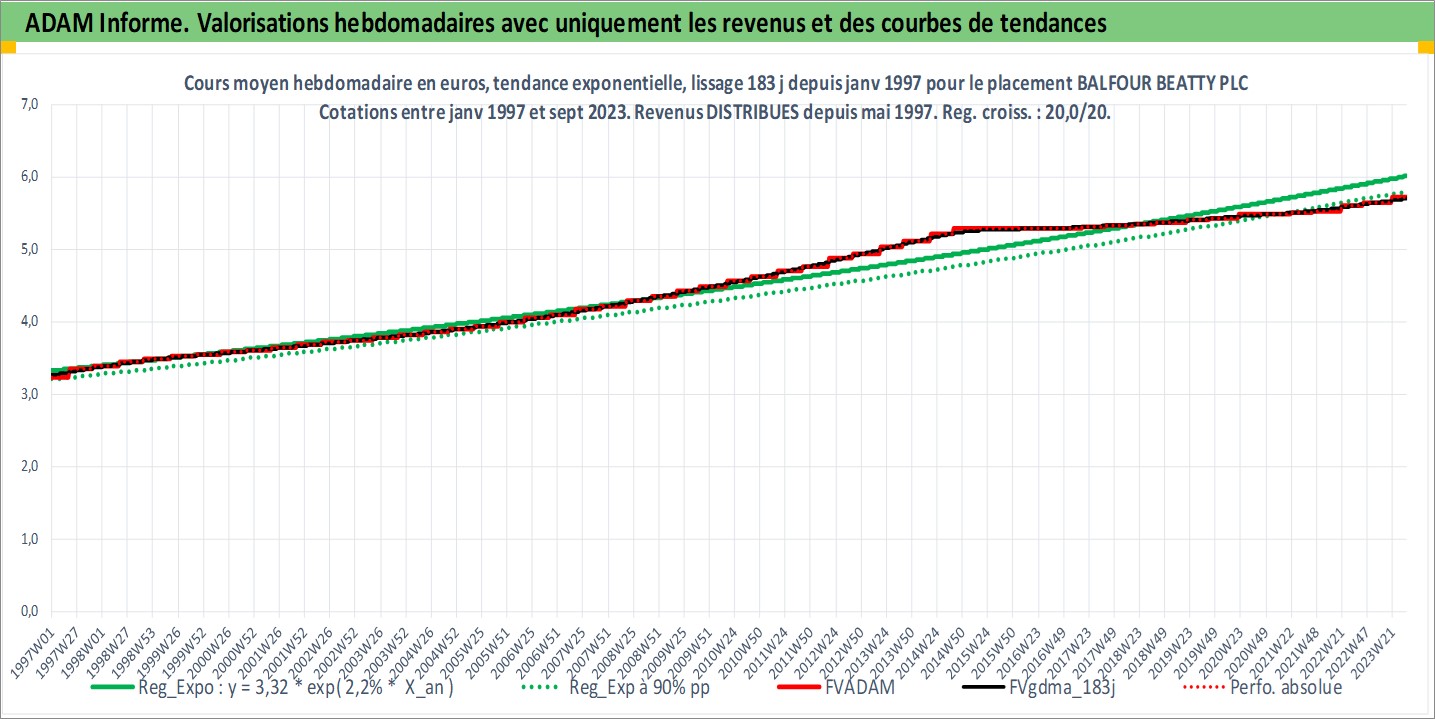 ADAM Informe. Valorisations hebdomadaires avec uniquement les revenus et des courbes de tendances
Cours moyen hebdomadaire en euros, tendance exponentielle, lissage 183 j depuis janv 1997 pour le placement BALFOUR BEATTY PLC
Cotations entre janv 1997 et sept 2023. Revenus DISTRIBUES depuis mai 1997. Reg. croiss. : 20,0/20.
7,0
6,0
5,0
4,0
3,0
2,0
1,0
0,0
1997W01
1997W27
1998W01
1998W27
1998W53
1999W26
1999W52
2000W26
2000W52
2001W26
2001W52
2002W26
2002W52
2003W26
2003W52
2004W26
2004W52
2005W25
2005W51
2006W25
2006W51
2007W25
2007W51
2008W25
2008W51
2009W25
2009W51
2010W24
2010W50
2011W24
2011W50
2012W24
2012W50
2013W24
2013W50
2014W24
2014W50
2015W24
2015W50
2016W23
2016W49
2017W23
2017W49
2018W23
2018W49
2019W23
2019W49
2020W23
2020W49
2021W22
2021W48
2022W21
2022W47
2023W21
Reg_Expo : y = 3,32 * exp( 2,2% * X_an )
Reg_Exp à 90% pp
FVADAM
FVgdma_183j
Perfo. absolue